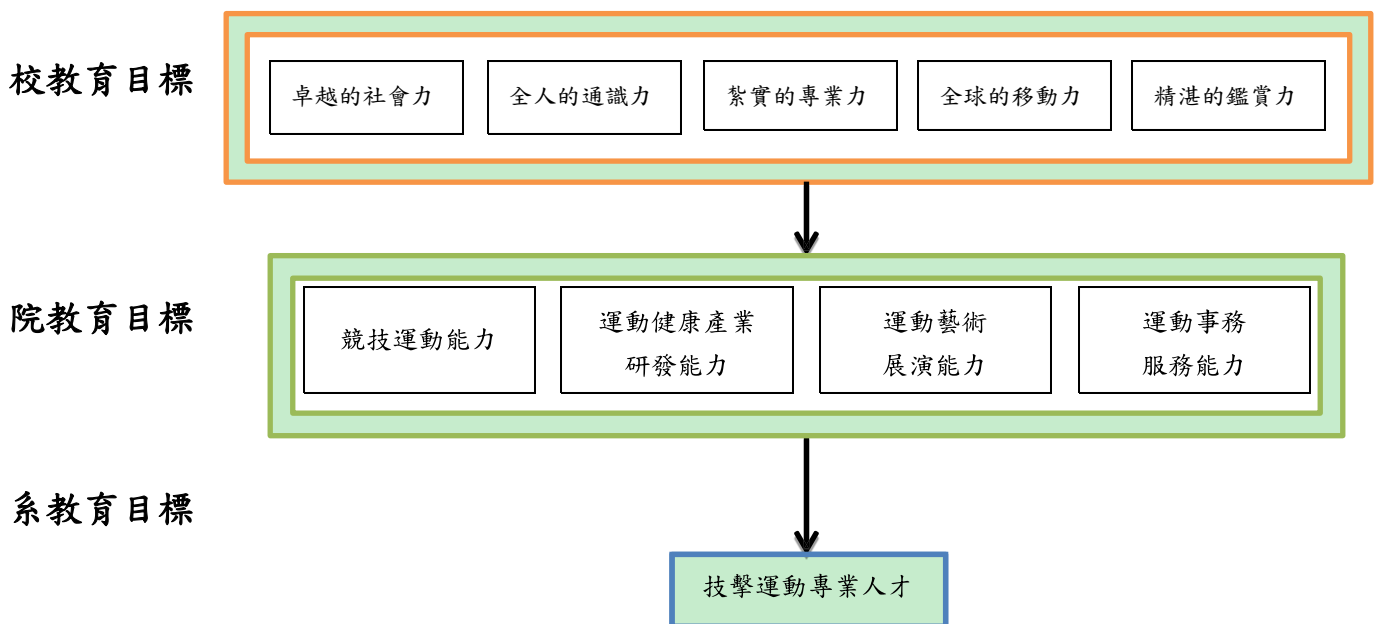 校教育目標
卓越的社會力
全人的通識力
紮實的專業力
全球的移動力
精湛的鑑賞力
院教育目標
競技運動能力
運動健康產業
研發能力
運動藝術
展演能力
運動事務
服務能力
系教育目標
技擊運動專業人才